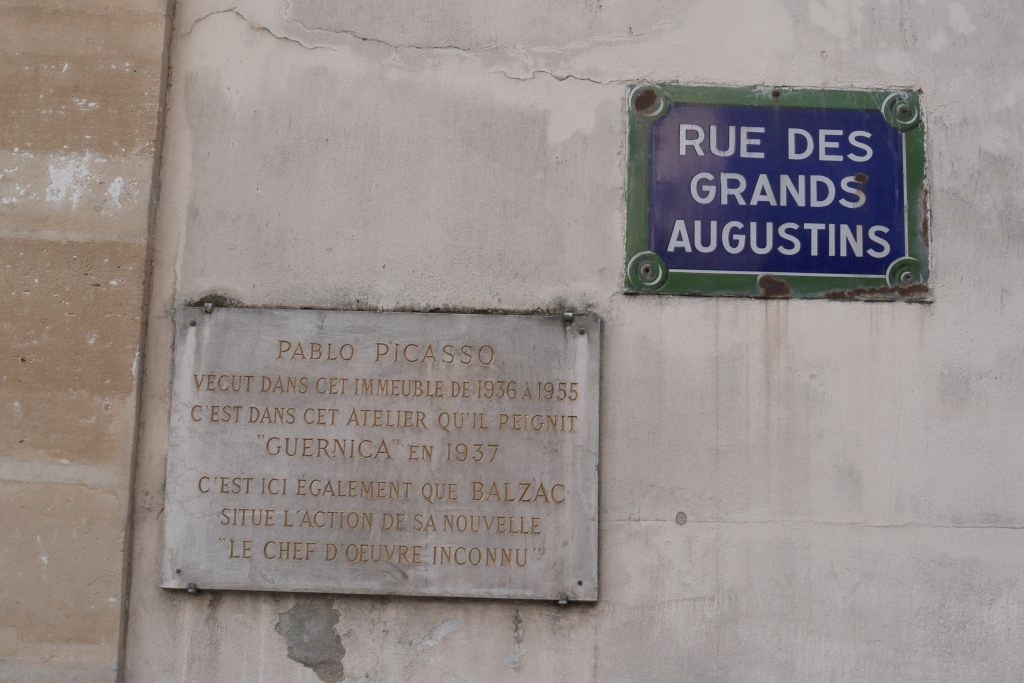 RUE DES
GRANDS
AUGUSTINS
PABLO PICASSO
VÉCUT DANS CET IMMEUBLE DE 1936 À 1955
C'EST DANS CET ATELIER QU'IL PEIGNIT
"GUERNICA" EN 1937
C'EST ICI ÉGALEMENT QUE BALZAC
SITUE L'ACTION DE SA NOUVELLE
"LE CHEF D'OEUVRE INCONNU"